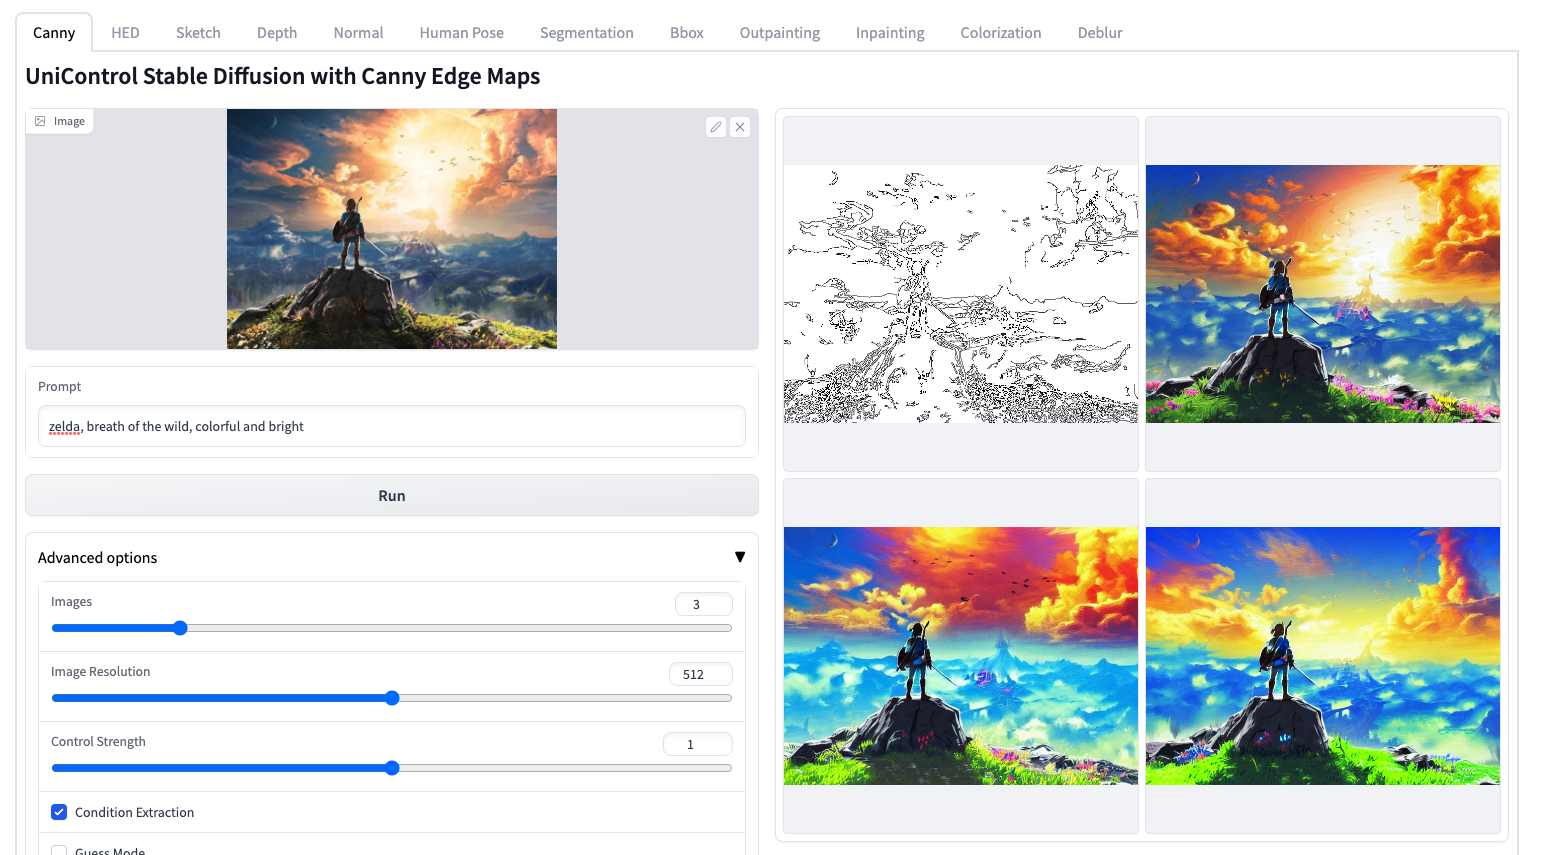 Canny HED Sketch Depth Normal Human Pose Segmentation Bbox Outpainting Inpainting Colorization Deblur
UniControl Stable Diffusion with Canny Edge Maps
Image
Prompt
zelda, breath of the wild, colorful and bright
Run
Advanced options ▼
Images 3
Image Resolution 512
Control Strength 1
Condition Extraction
Guess Mode